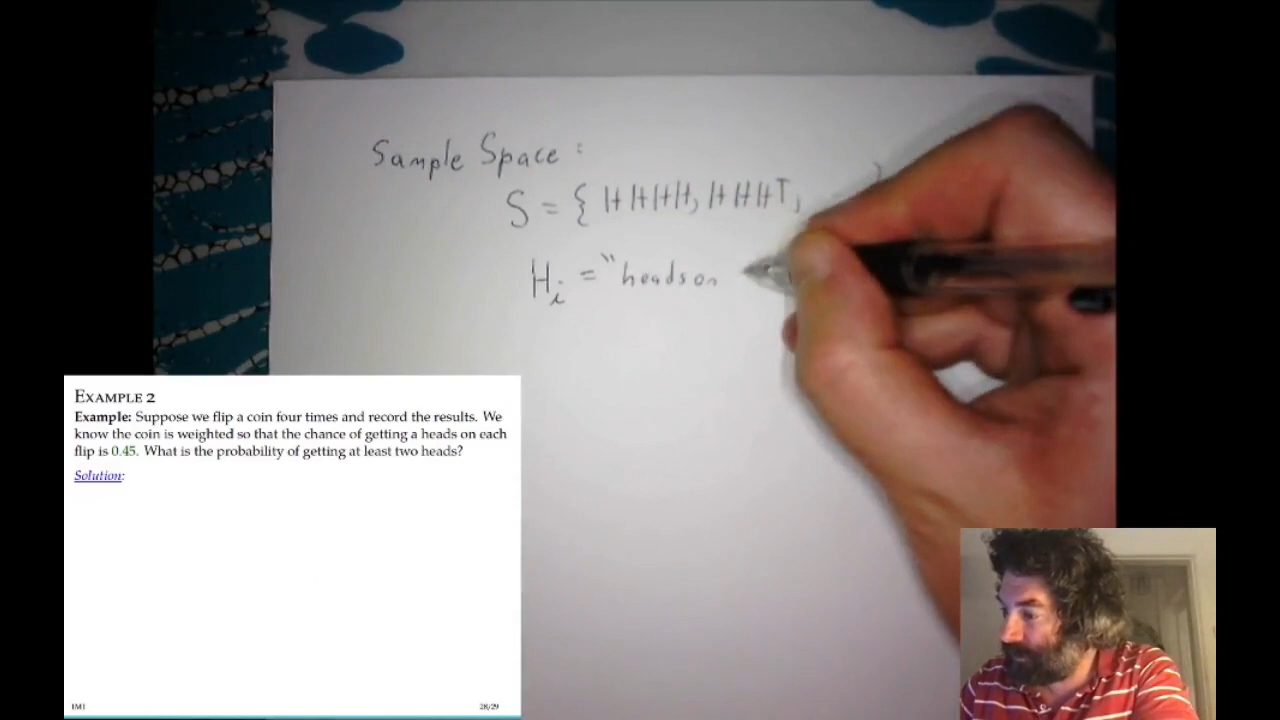 Sample Space :
S = { HHHH, HHHT, }
Hi = " heads on
EXAMPLE 2
Example: Suppose we flip a coin four times and record the results. We
know the coin is weighted so that the chance of getting a heads on each
flip is 0.45. What is the probability of getting at least two heads?
Solution:
28/29